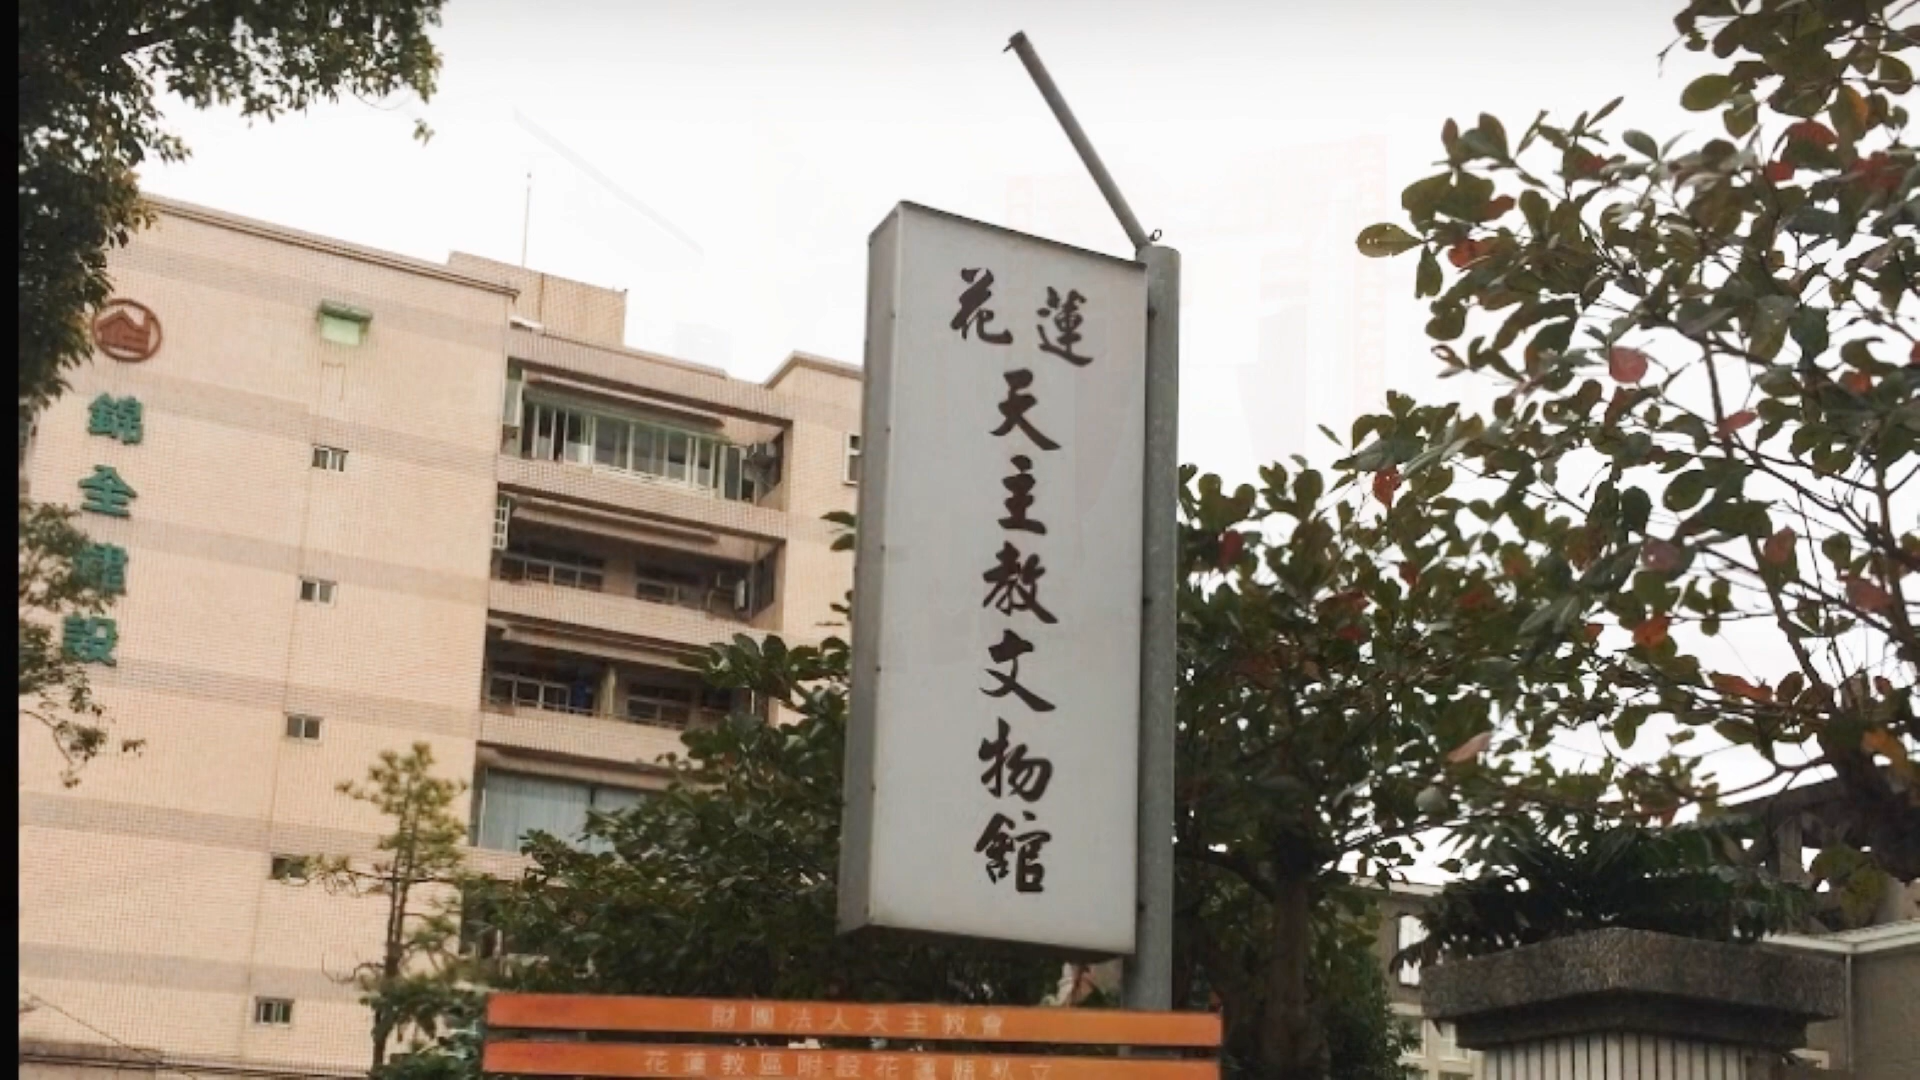 花蓮
天主教文物館
錦全建設
財團法人天主教會
花蓮教區附設花蓮縣私立